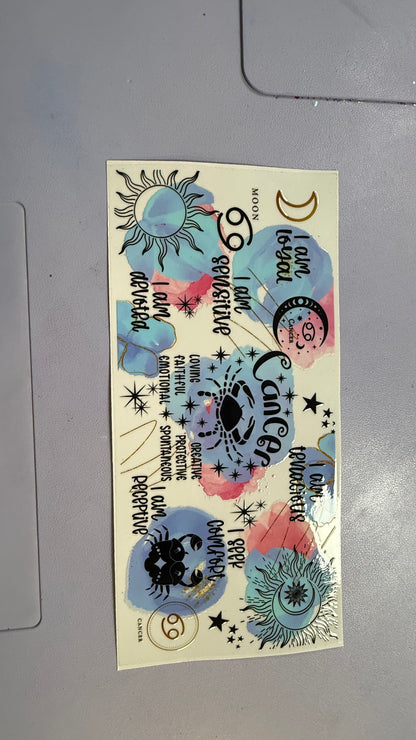 I am
loyal
CANCER
I am
tenacious
MOON
Cancer
I am
sensitive
I seek
comfort
LOVING CREATIVE
FAITHFUL PROTECTIVE
EMOTIONAL SPONTANEOUS
I am
devoted
I am
receptive
CANCER